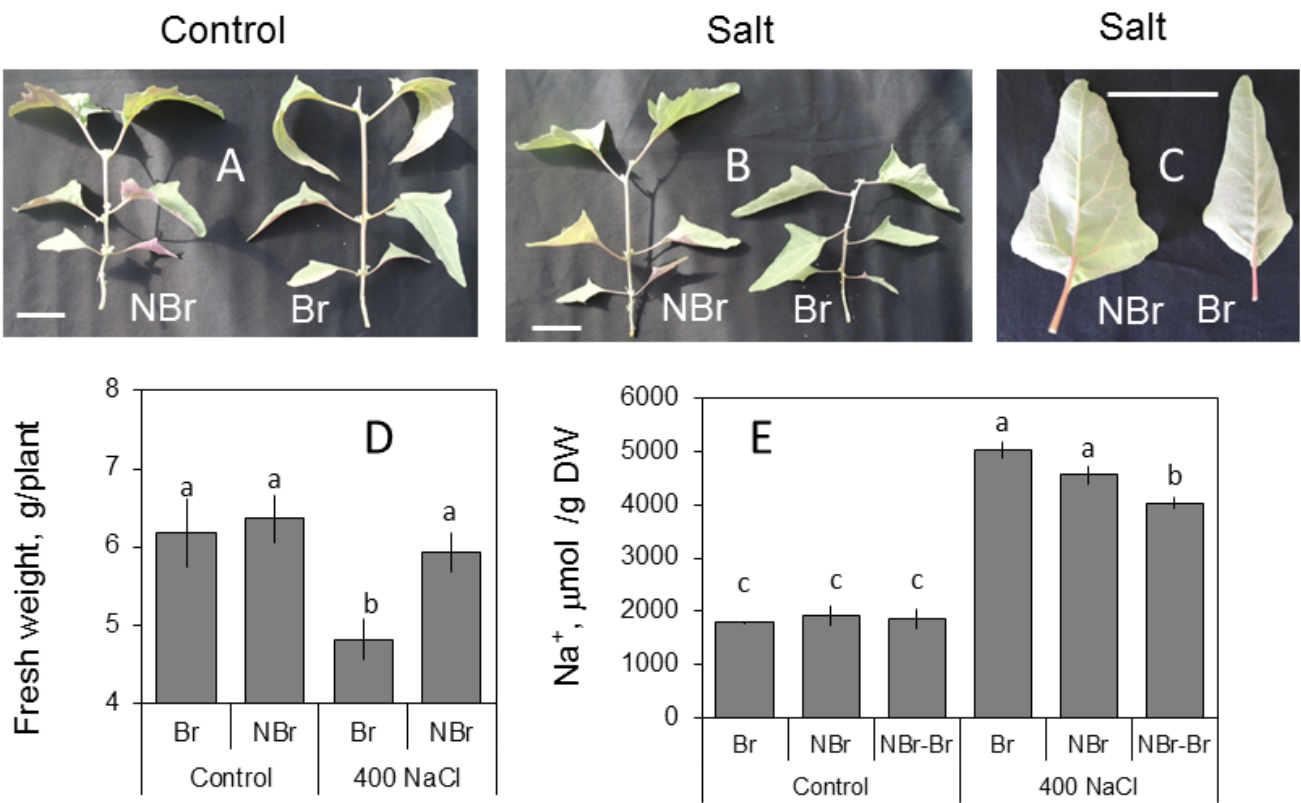 Control
Salt
Salt
A
NBr
Br
B
NBr
Br
C
NBr
Br
Fresh weight, g/plant
8
7
6
5
4
D
a
a
b
a
Br
NBr
Br
NBr
Control
400 NaCl
Na⁺, μmol /g DW
6000
5000
4000
3000
2000
1000
0
E
c
c
c
a
a
b
Br
NBr
NBr-Br
Br
NBr
NBr-Br
Control
400 NaCl